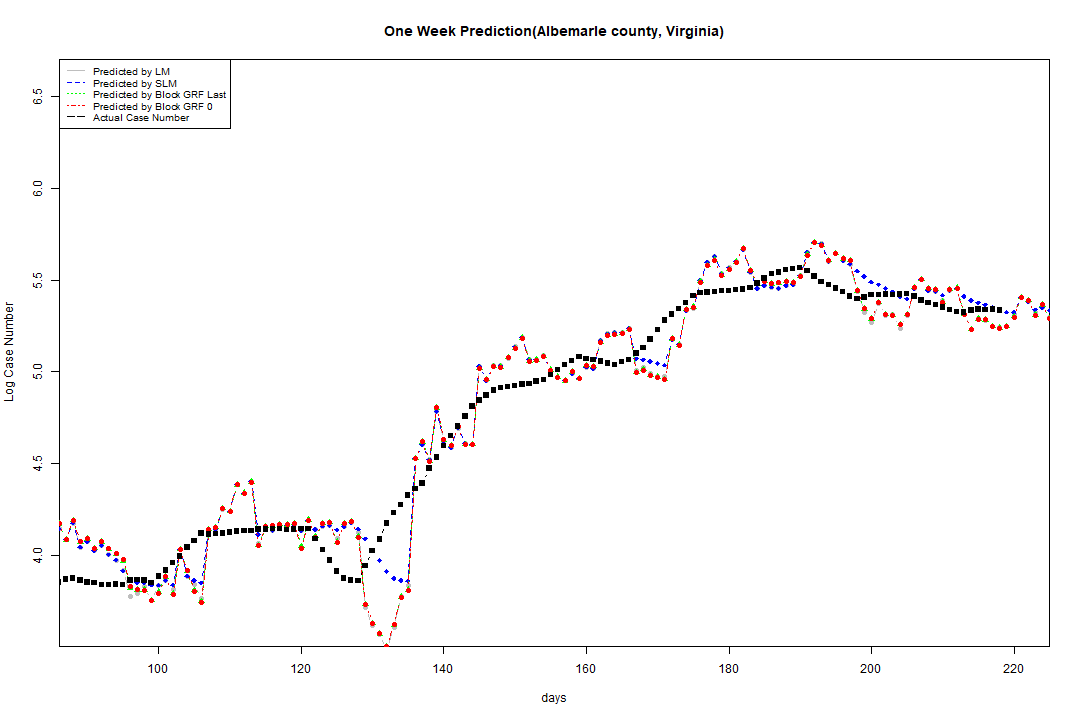 One Week Prediction(Albemarle county, Virginia)
Predicted by LM
Predicted by SLM
Predicted by Block GRF Last
Predicted by Block GRF 0
Actual Case Number
6.5
6.0
5.5
5.0
4.5
4.0
Log Case Number
100 120 140 160 180 200 220
days